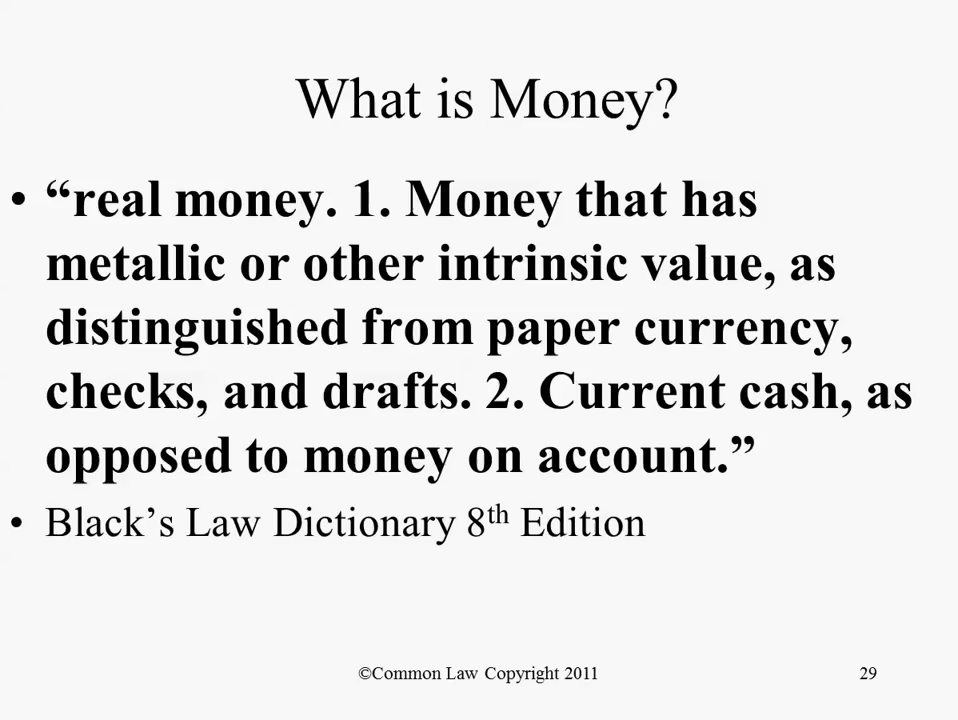 What is Money?
• “real money. 1. Money that has
metallic or other intrinsic value, as
distinguished from paper currency,
checks, and drafts. 2. Current cash, as
opposed to money on account.”
• Black’s Law Dictionary 8th Edition
©Common Law Copyright 2011
29